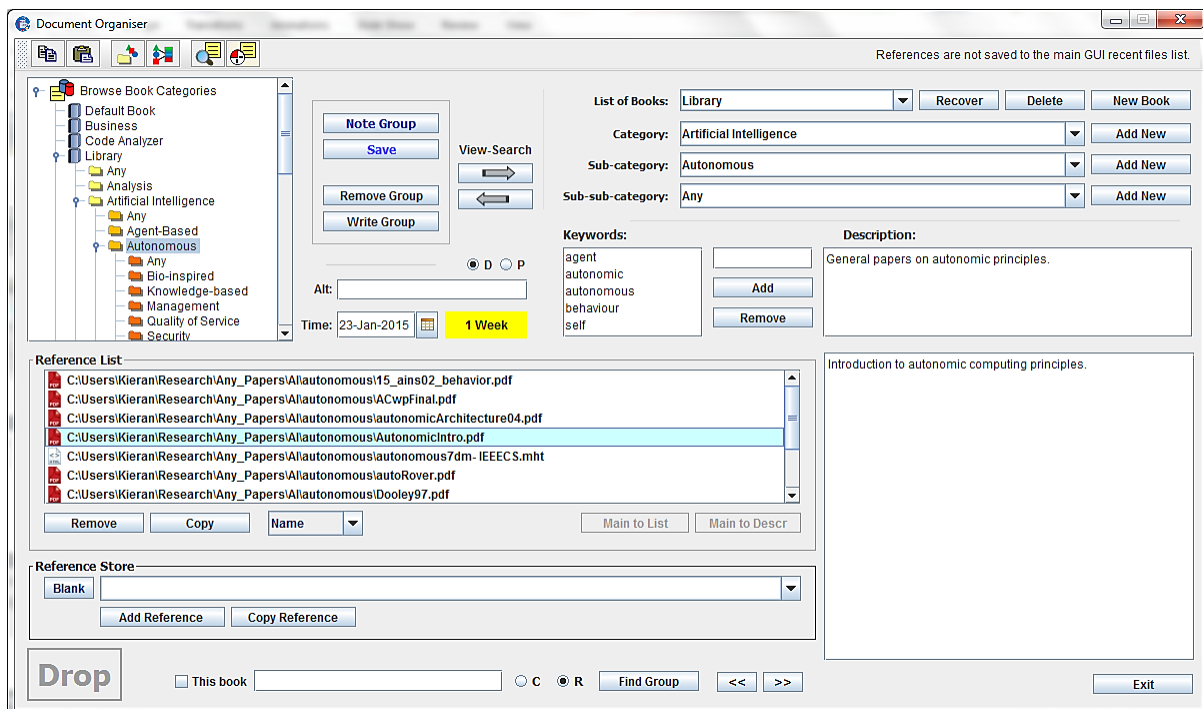 Document Organiser
References are not saved to the main GUI recent files list.
Browse Book Categories
Default Book
Business
Code Analyzer
Library
Any
Analysis
Artificial Intelligence
Any
Agent-Based
Autonomous
Any
Bio-inspired
Knowledge-based
Management
Quality of Service
Security
Note Group
Save
Remove Group
Write Group
View-Search
D P
Alt:
Time: 23-Jan-2015 1 Week
List of Books: Library Recover Delete New Book
Category: Artificial Intelligence Add New
Sub-category: Autonomous Add New
Sub-sub-category: Any Add New
Keywords:
agent
autonomic
autonomous
behaviour
self
Add
Remove
Description:
General papers on autonomic principles.
Reference List
C:\Users\Kieran\Research\Any_Papers\AI\autonomous\15_ains02_behavior.pdf
C:\Users\Kieran\Research\Any_Papers\AI\autonomous\ACwpFinal.pdf
C:\Users\Kieran\Research\Any_Papers\AI\autonomous\autonomicArchitecture04.pdf
C:\Users\Kieran\Research\Any_Papers\AI\autonomous\AutonomicIntro.pdf
C:\Users\Kieran\Research\Any_Papers\AI\autonomous\autonomous7dm- IEEECS.mht
C:\Users\Kieran\Research\Any_Papers\AI\autonomous\autoRover.pdf
C:\Users\Kieran\Research\Any_Papers\AI\autonomous\Dooley97.pdf
Remove Copy Name Main to List Main to Descr
Introduction to autonomic computing principles.
Reference Store
Blank
Add Reference Copy Reference
Drop
This book C R Find Group << >>
Exit